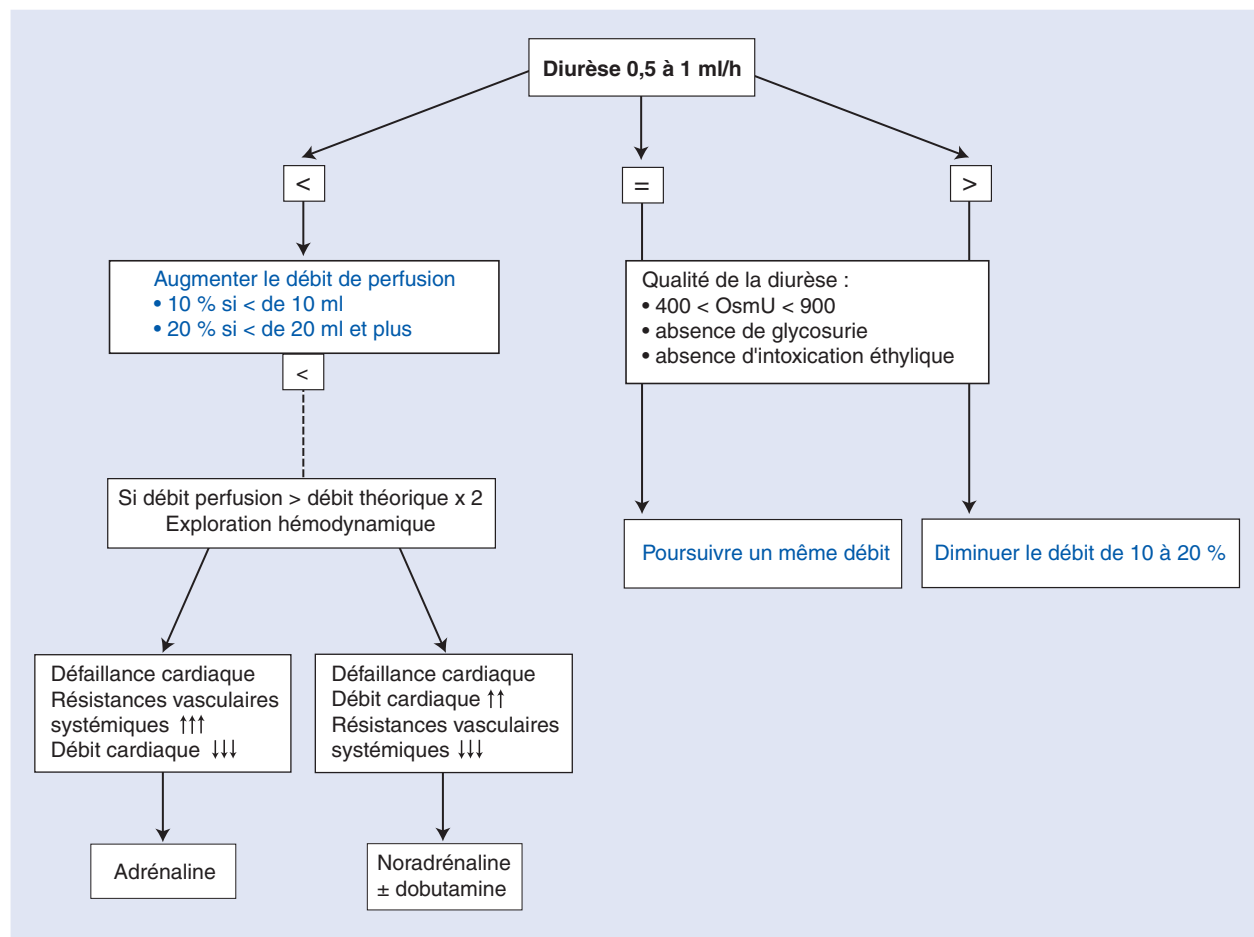 Diurèse 0,5 à 1 ml/h
<
=
>
Augmenter le débit de perfusion
• 10 % si < de 10 ml
• 20 % si < de 20 ml et plus
<
Qualité de la diurèse :
• 400 < OsmU < 900
• absence de glycosurie
• absence d'intoxication éthylique
Si débit perfusion > débit théorique x 2
Exploration hémodynamique
Poursuivre un même débit
Diminuer le débit de 10 à 20 %
Défaillance cardiaque
Résistances vasculaires
systémiques ↑↑↑
Débit cardiaque ↓↓↓
Défaillance cardiaque
Débit cardiaque ↑↑
Résistances vasculaires
systémiques ↓↓↓
Adrénaline
Noradrénaline
± dobutamine